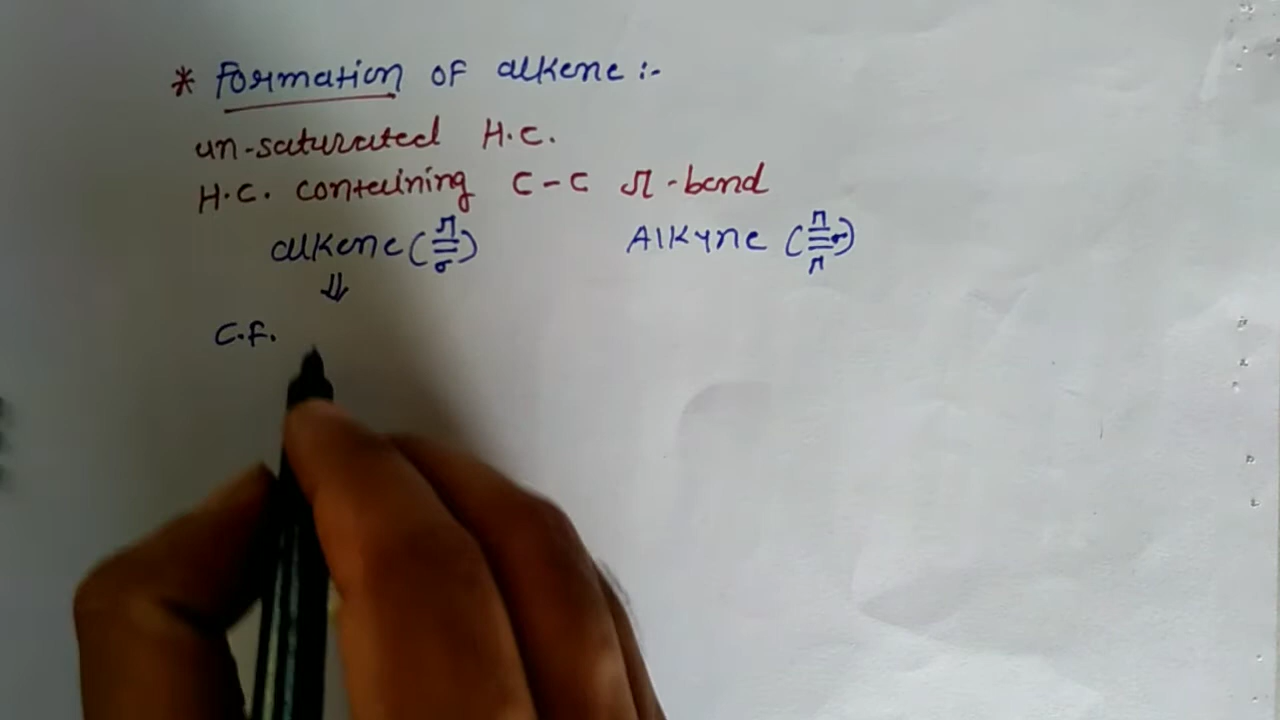 * Formation of alkene :-
un-saturated H.C.
H.C. containing C-C π-bond
alkene (π=σ) Alkyne (π≡σ π)
⇓
C.F.